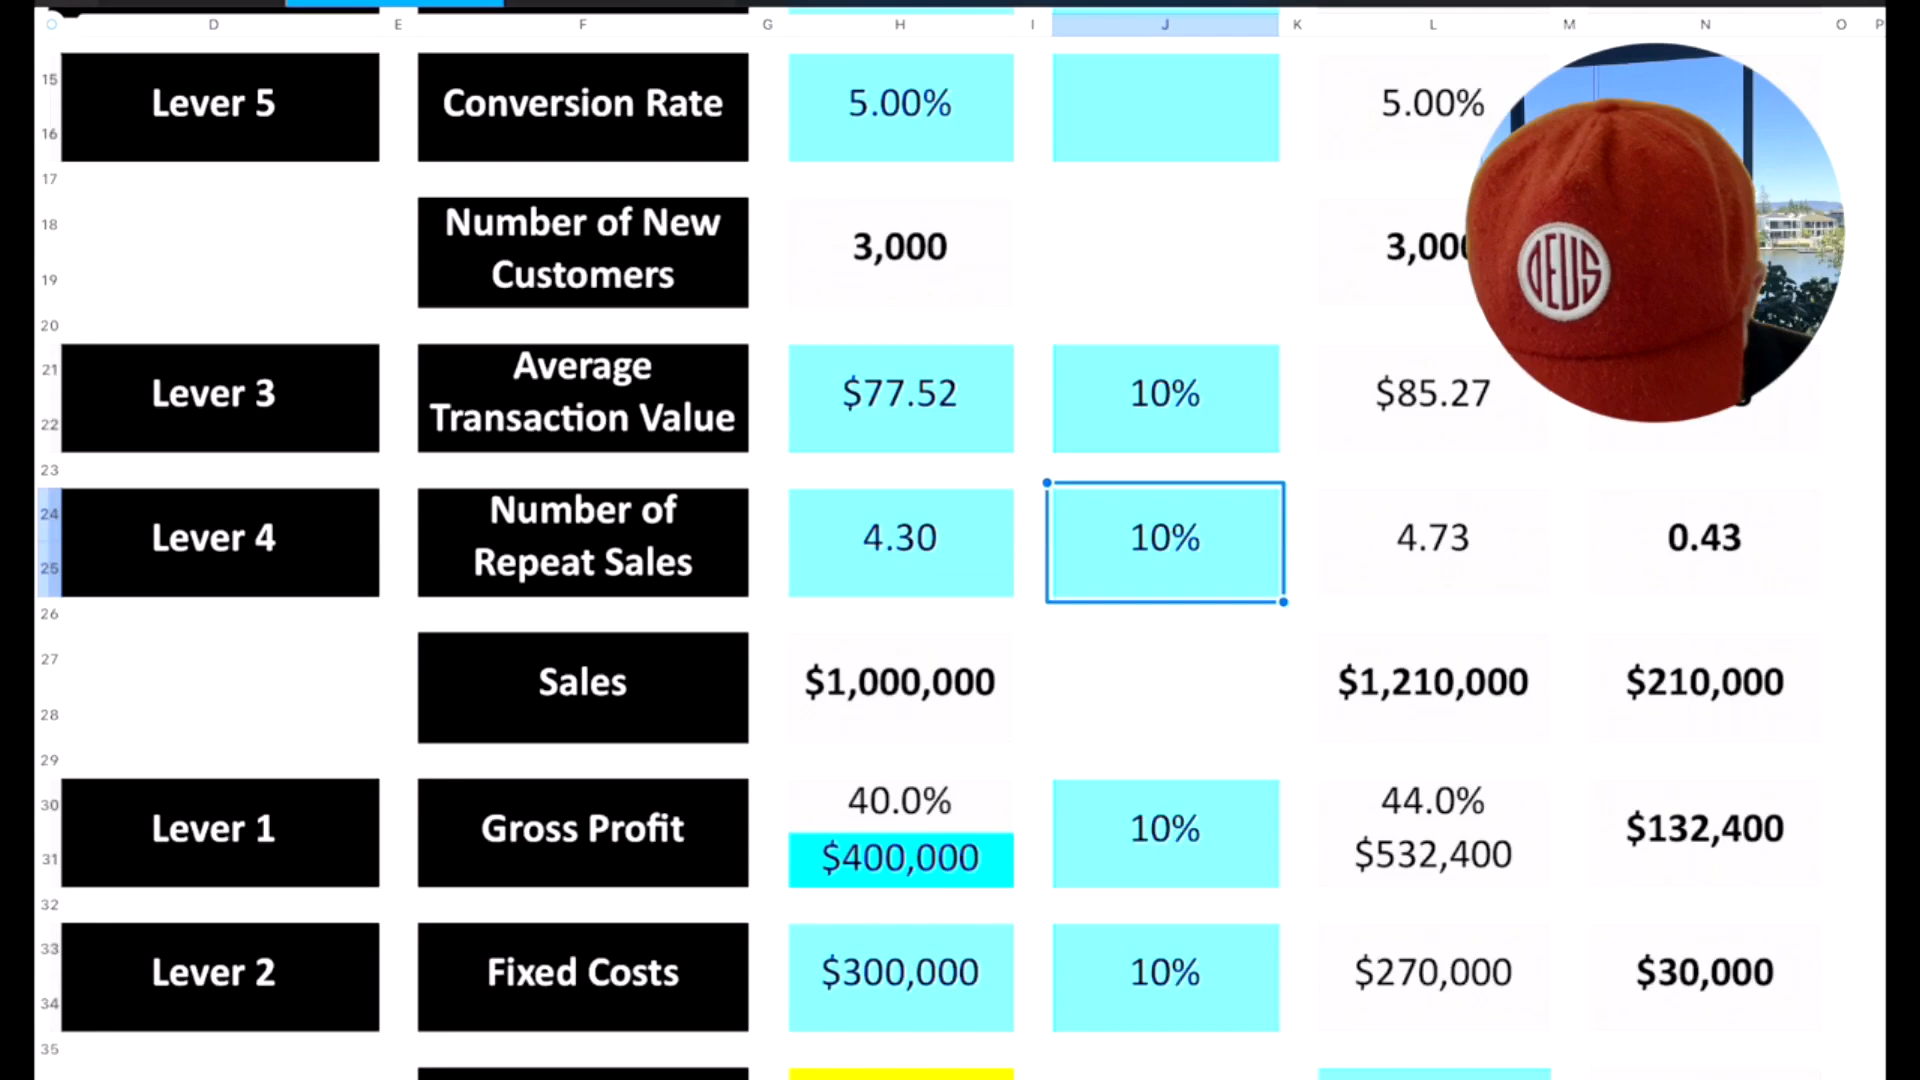 D E F G H I J K L M N O P
15
Lever 5 Conversion Rate 5.00% 5.00%
16
17
18
Number of New
Customers
3,000 3,00
19
20
21
Lever 3
Average
Transaction Value
$77.52 10% $85.27
22
23
24
Lever 4
Number of
Repeat Sales
4.30 10% 4.73 0.43
25
26
27
Sales $1,000,000 $1,210,000 $210,000
28
29
30
40.0% 44.0%
Lever 1 Gross Profit 10% $132,400
31
$400,000 $532,400
32
33
Lever 2 Fixed Costs $300,000 10% $270,000 $30,000
34
35
DEUS